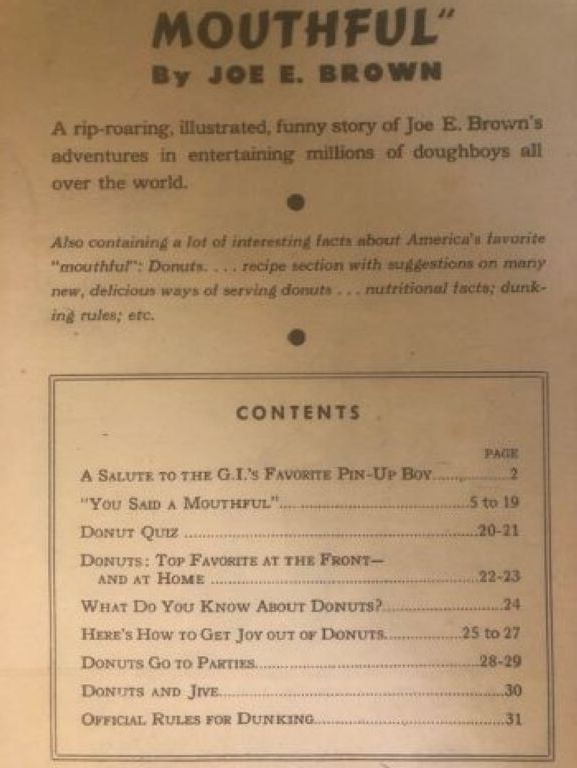 MOUTHFUL"
By JOE E. BROWN
A rip-roaring, illustrated, funny story of Joe E. Brown's
adventures in entertaining millions of doughboys all
over the world.
Also containing a lot of interesting facts about America's favorite
"mouthful": Donuts. . . . recipe section with suggestions on many
new, delicious ways of serving donuts . . . nutritional facts; dunk-
ing rules; etc.
CONTENTS
PAGE
A Salute to the G.I.'s Favorite Pin-Up Boy..............2
"You Said a Mouthful"..............5 to 19
Donut Quiz ..............20-21
Donuts: Top Favorite at the Front—
and at Home ..............22-23
What Do You Know About Donuts?..............24
Here's How to Get Joy out of Donuts..............25 to 27
Donuts Go to Parties..............28-29
Donuts and Jive..............30
Official Rules for Dunking..............31